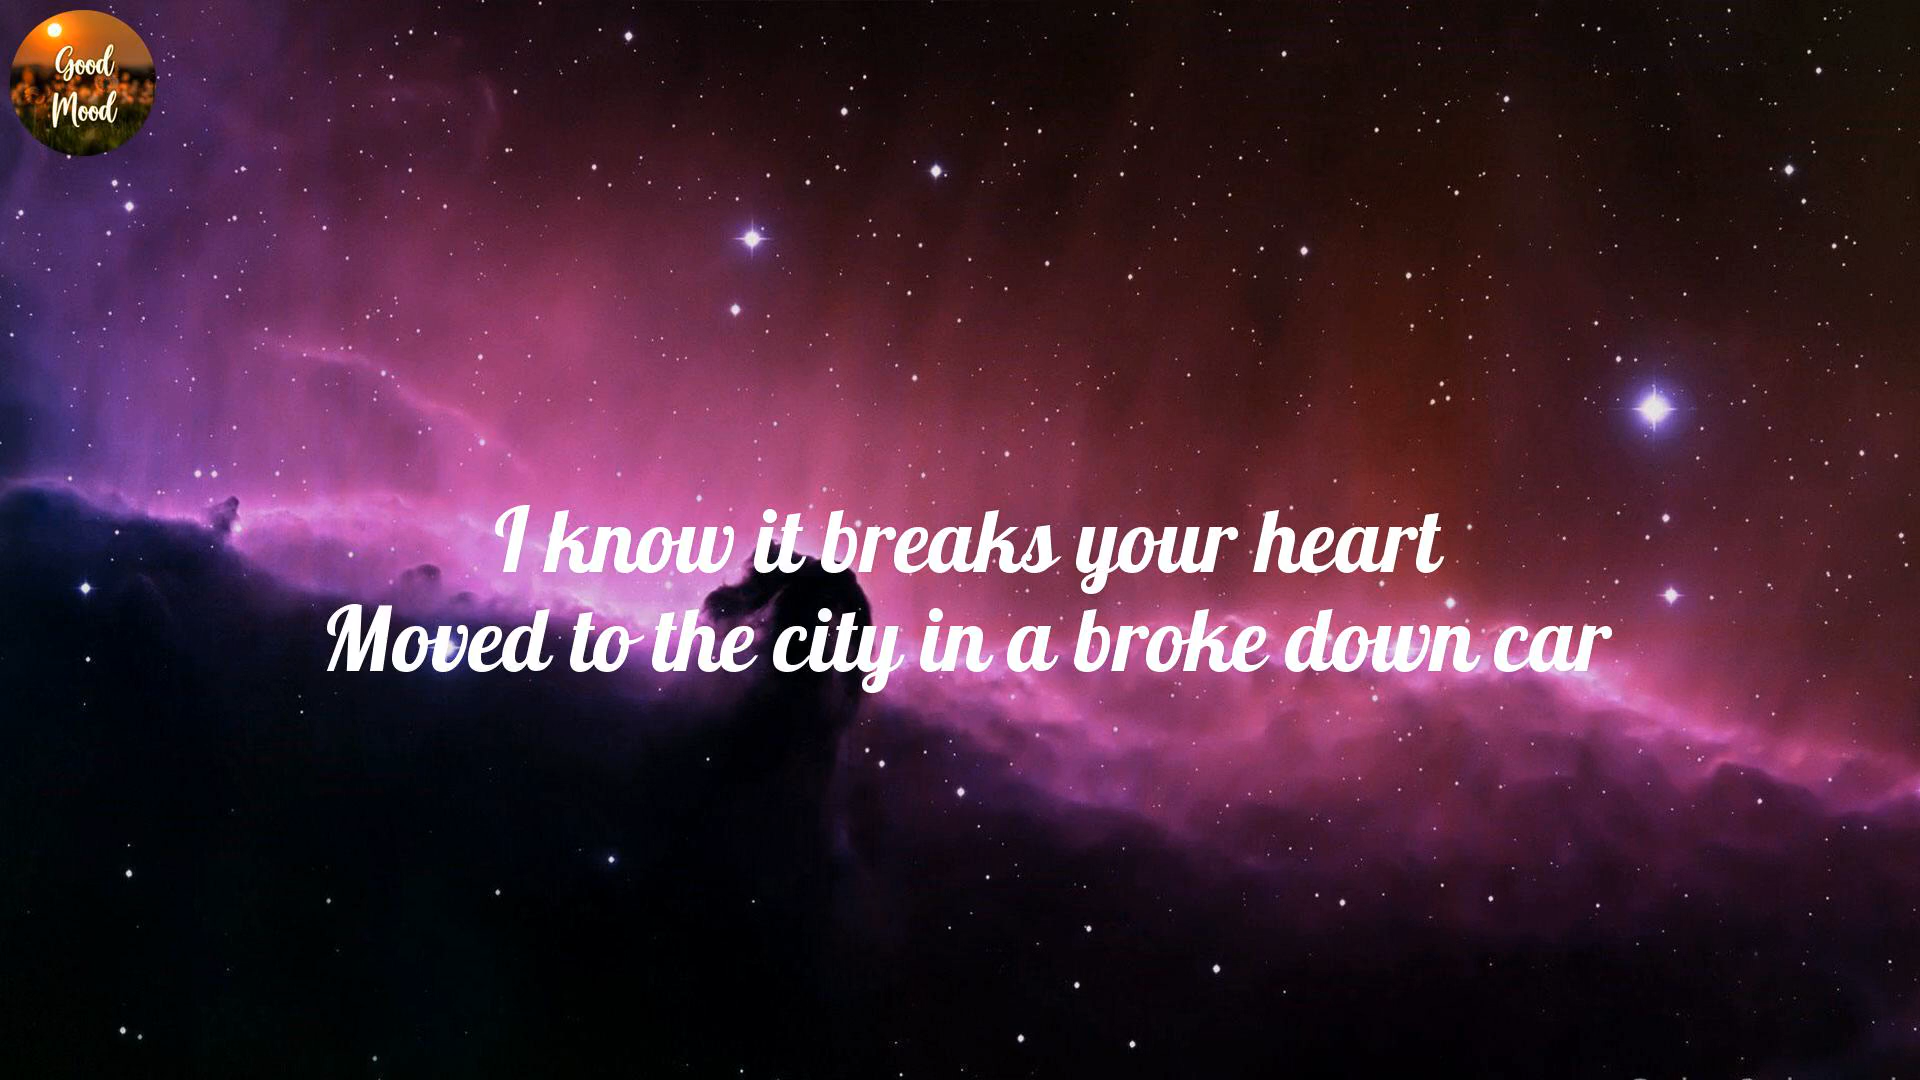 Good
Mood
I know it breaks your heart
Moved to the city in a broke down car